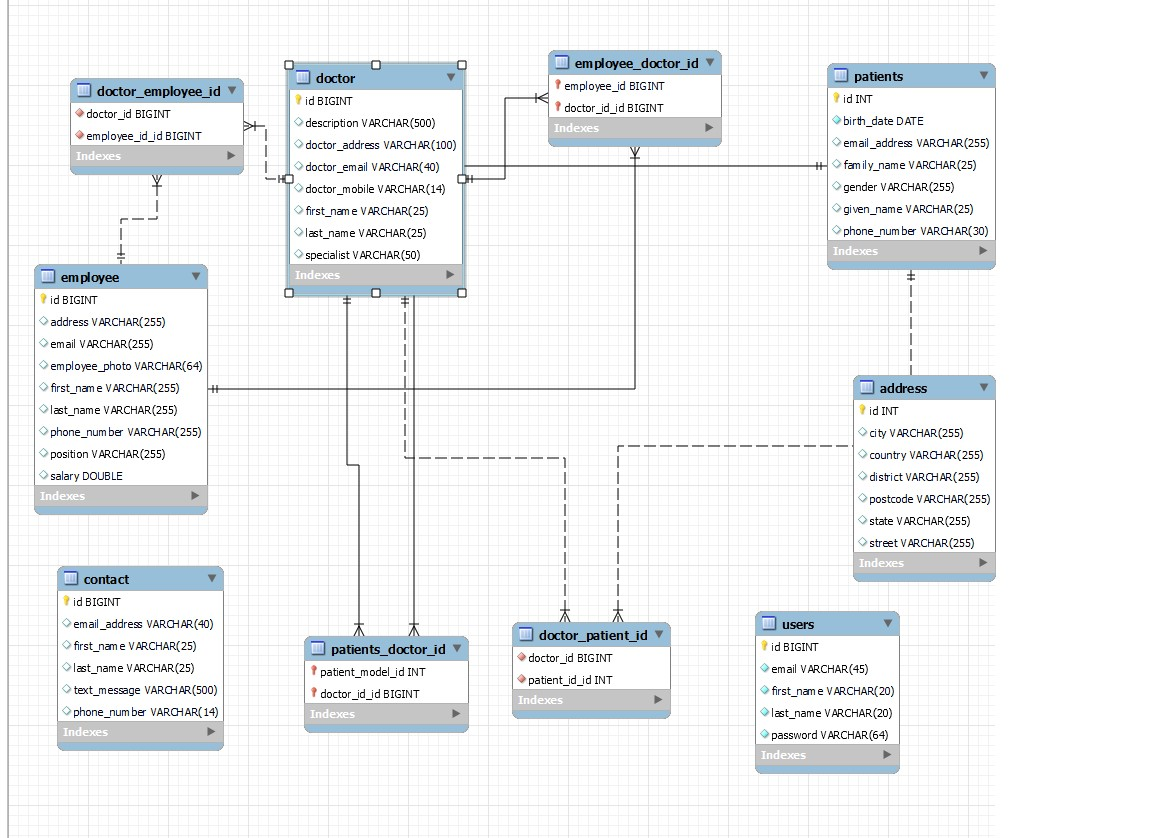 doctor_employee_id
doctor_id BIGINT
employee_id_id BIGINT
Indexes
doctor
id BIGINT
description VARCHAR(500)
doctor_address VARCHAR(100)
doctor_email VARCHAR(40)
doctor_mobile VARCHAR(14)
first_name VARCHAR(25)
last_name VARCHAR(25)
specialist VARCHAR(50)
Indexes
employee_doctor_id
employee_id BIGINT
doctor_id_id BIGINT
Indexes
patients
id INT
birth_date DATE
email_address VARCHAR(255)
family_name VARCHAR(25)
gender VARCHAR(255)
given_name VARCHAR(25)
phone_number VARCHAR(30)
Indexes
employee
id BIGINT
address VARCHAR(255)
email VARCHAR(255)
employee_photo VARCHAR(64)
first_name VARCHAR(255)
last_name VARCHAR(255)
phone_number VARCHAR(255)
position VARCHAR(255)
salary DOUBLE
Indexes
address
id INT
city VARCHAR(255)
country VARCHAR(255)
district VARCHAR(255)
postcode VARCHAR(255)
state VARCHAR(255)
street VARCHAR(255)
Indexes
contact
id BIGINT
email_address VARCHAR(40)
first_name VARCHAR(25)
last_name VARCHAR(25)
text_message VARCHAR(500)
phone_number VARCHAR(14)
Indexes
patients_doctor_id
patient_model_id INT
doctor_id_id BIGINT
Indexes
doctor_patient_id
doctor_id BIGINT
patient_id_id INT
Indexes
users
id BIGINT
email VARCHAR(45)
first_name VARCHAR(20)
last_name VARCHAR(20)
password VARCHAR(64)
Indexes